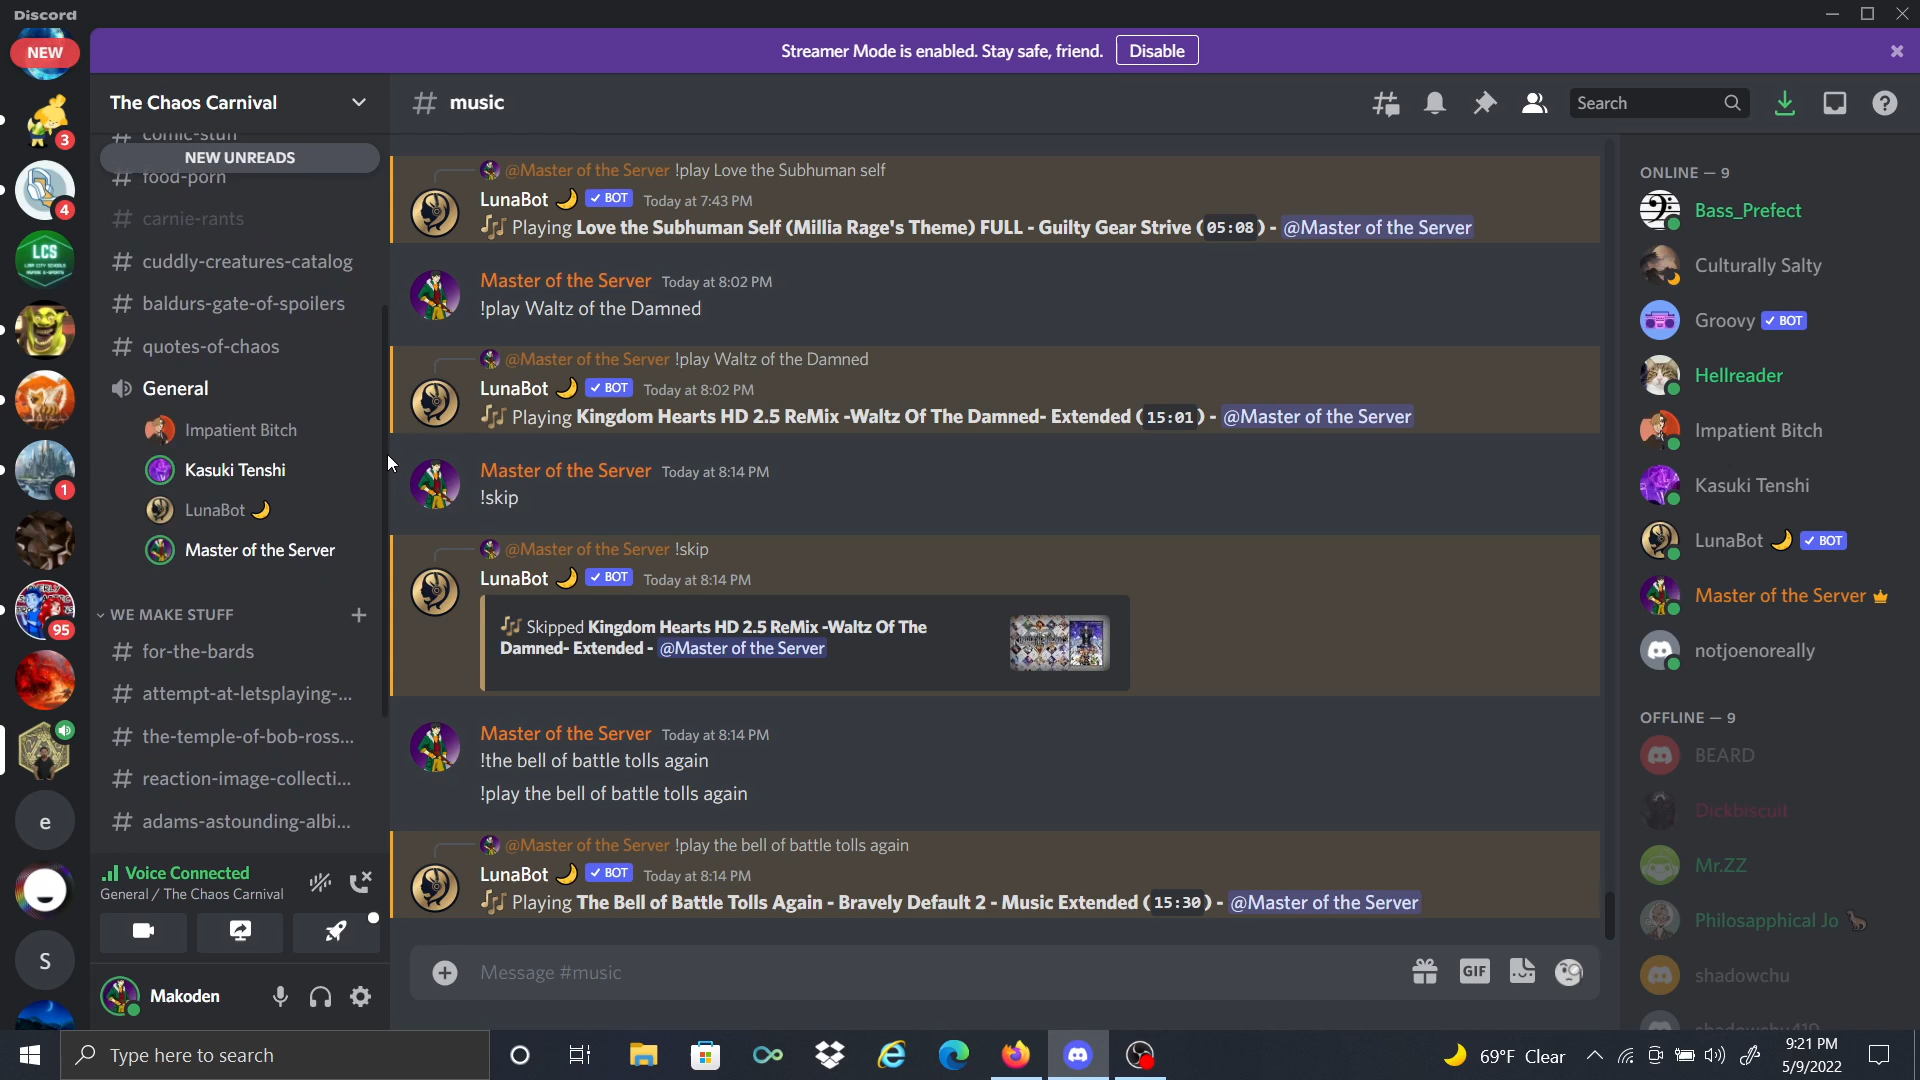 Discord
Streamer Mode is enabled. Stay safe, friend. Disable
NEW
3
4
LCS
1
95
e
S
The Chaos Carnival
comic-stuff
NEW UNREADS
food-porn
carnie-rants
cuddly-creatures-catalog
baldurs-gate-of-spoilers
quotes-of-chaos
General
Impatient Bitch
Kasuki Tenshi
LunaBot 🌙
Master of the Server
WE MAKE STUFF
for-the-bards
attempt-at-letsplaying-...
the-temple-of-bob-ross...
reaction-image-collecti...
adams-astounding-albi...
Voice Connected
General / The Chaos Carnival
Makoden
# music
Search
@Master of the Server !play Love the Subhuman self
LunaBot 🌙 ✓ BOT Today at 7:43 PM
🎶 Playing Love the Subhuman Self (Millia Rage's Theme) FULL - Guilty Gear Strive (05:08) - @Master of the Server
Master of the Server Today at 8:02 PM
!play Waltz of the Damned
@Master of the Server !play Waltz of the Damned
LunaBot 🌙 ✓ BOT Today at 8:02 PM
🎶 Playing Kingdom Hearts HD 2.5 ReMix -Waltz Of The Damned- Extended (15:01) - @Master of the Server
Master of the Server Today at 8:14 PM
!skip
@Master of the Server !skip
LunaBot 🌙 ✓ BOT Today at 8:14 PM
🎶 Skipped Kingdom Hearts HD 2.5 ReMix -Waltz Of The
Damned- Extended - @Master of the Server
Master of the Server Today at 8:14 PM
!the bell of battle tolls again
!play the bell of battle tolls again
@Master of the Server !play the bell of battle tolls again
LunaBot 🌙 ✓ BOT Today at 8:14 PM
🎶 Playing The Bell of Battle Tolls Again - Bravely Default 2 - Music Extended (15:30) - @Master of the Server
Message #music
GIF
ONLINE — 9
Bass_Prefect
Culturally Salty
Groovy ✓ BOT
Hellreader
Impatient Bitch
Kasuki Tenshi
LunaBot 🌙 ✓ BOT
Master of the Server
notjoenoreally
OFFLINE — 9
BEARD
Dickbiscuit
Mr.ZZ
Philosapphical Jo
shadowchu
shadowchu410
Type here to search
69°F Clear
9:21 PM
5/9/2022